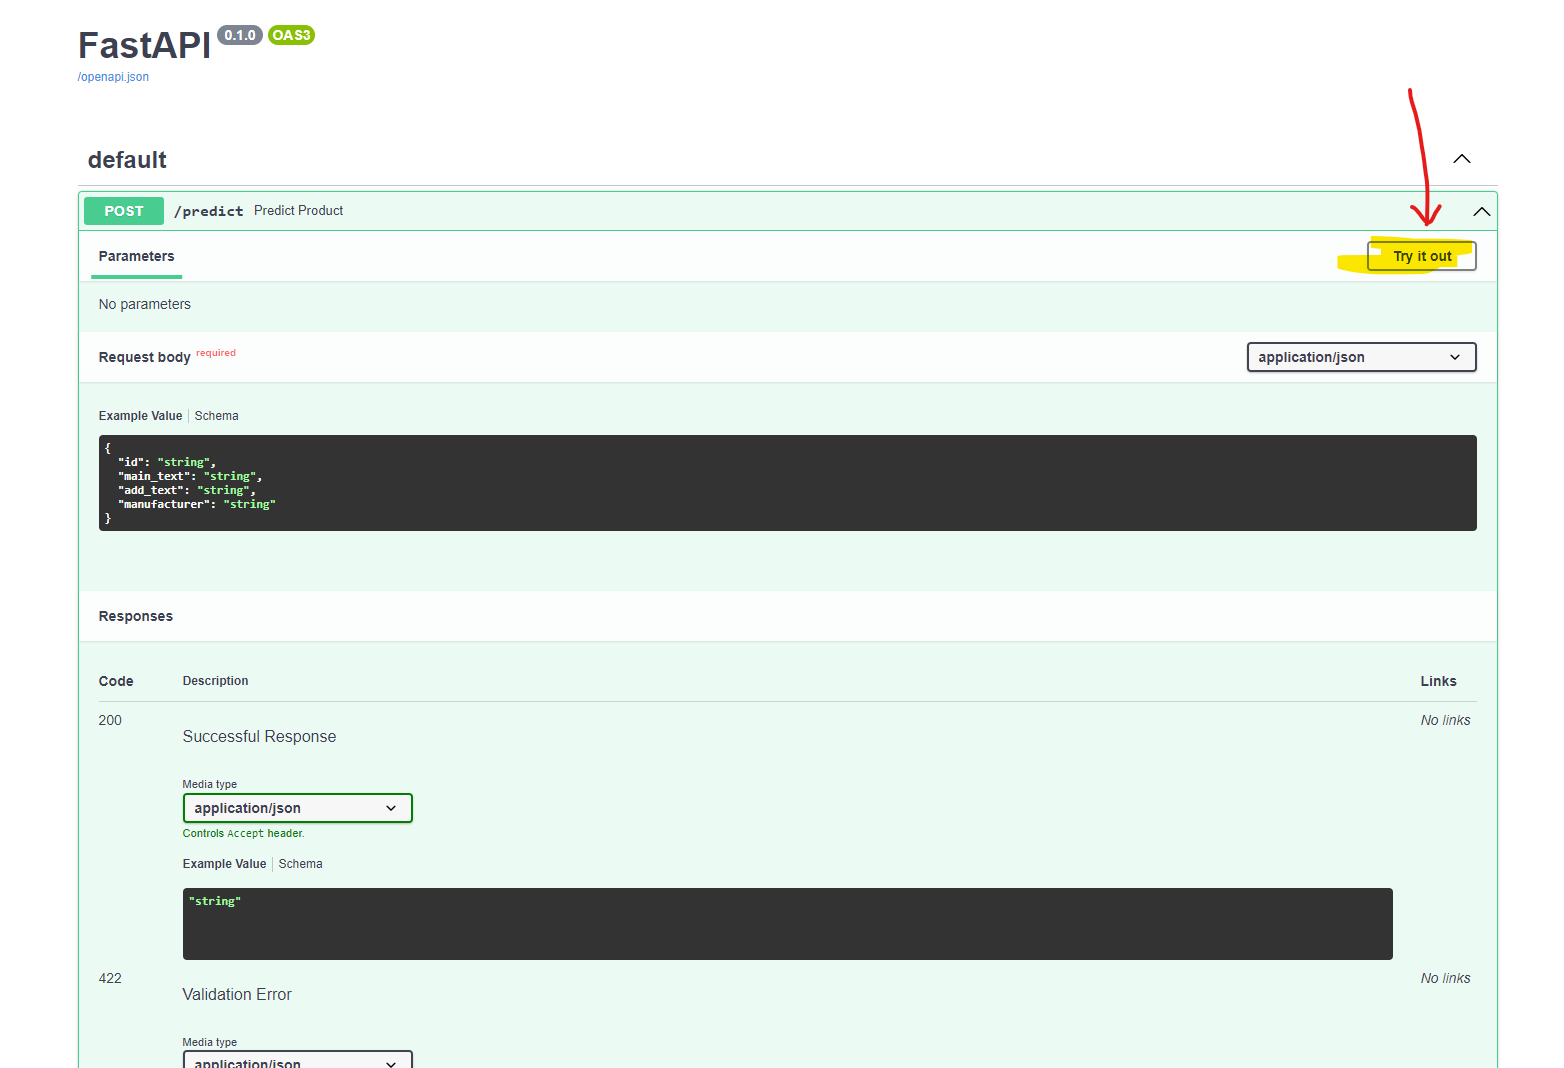 FastAPI 0.1.0 OAS3
/openapi.json
default
POST /predict Predict Product
Parameters
Try it out
No parameters
Request body required
application/json
Example Value | Schema
{
  "id": "string",
  "main_text": "string",
  "add_text": "string",
  "manufacturer": "string"
}
Responses
Code Description Links
200 No links
Successful Response
Media type
application/json
Controls Accept header.
Example Value | Schema
"string"
422 No links
Validation Error
Media type
application/json